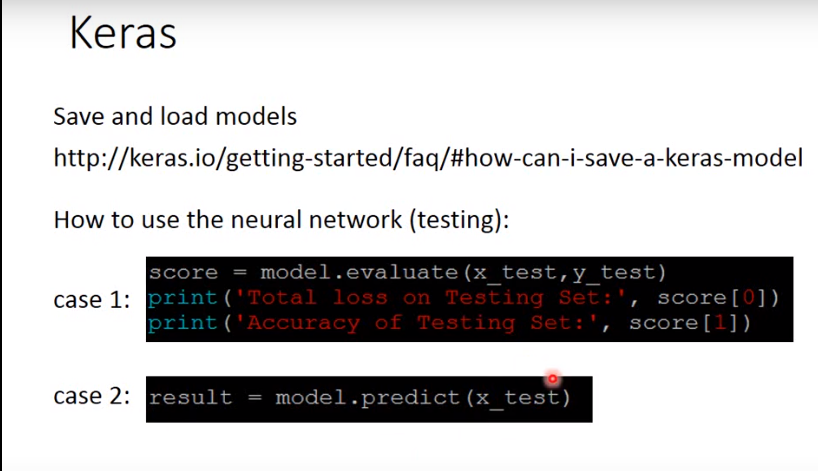 Keras
Save and load models
http://keras.io/getting-started/faq/#how-can-i-save-a-keras-model
How to use the neural network (testing):
case 1:
score = model.evaluate(x_test,y_test)
print('Total loss on Testing Set:', score[0])
print('Accuracy of Testing Set:', score[1])
case 2: result = model.predict(x_test)